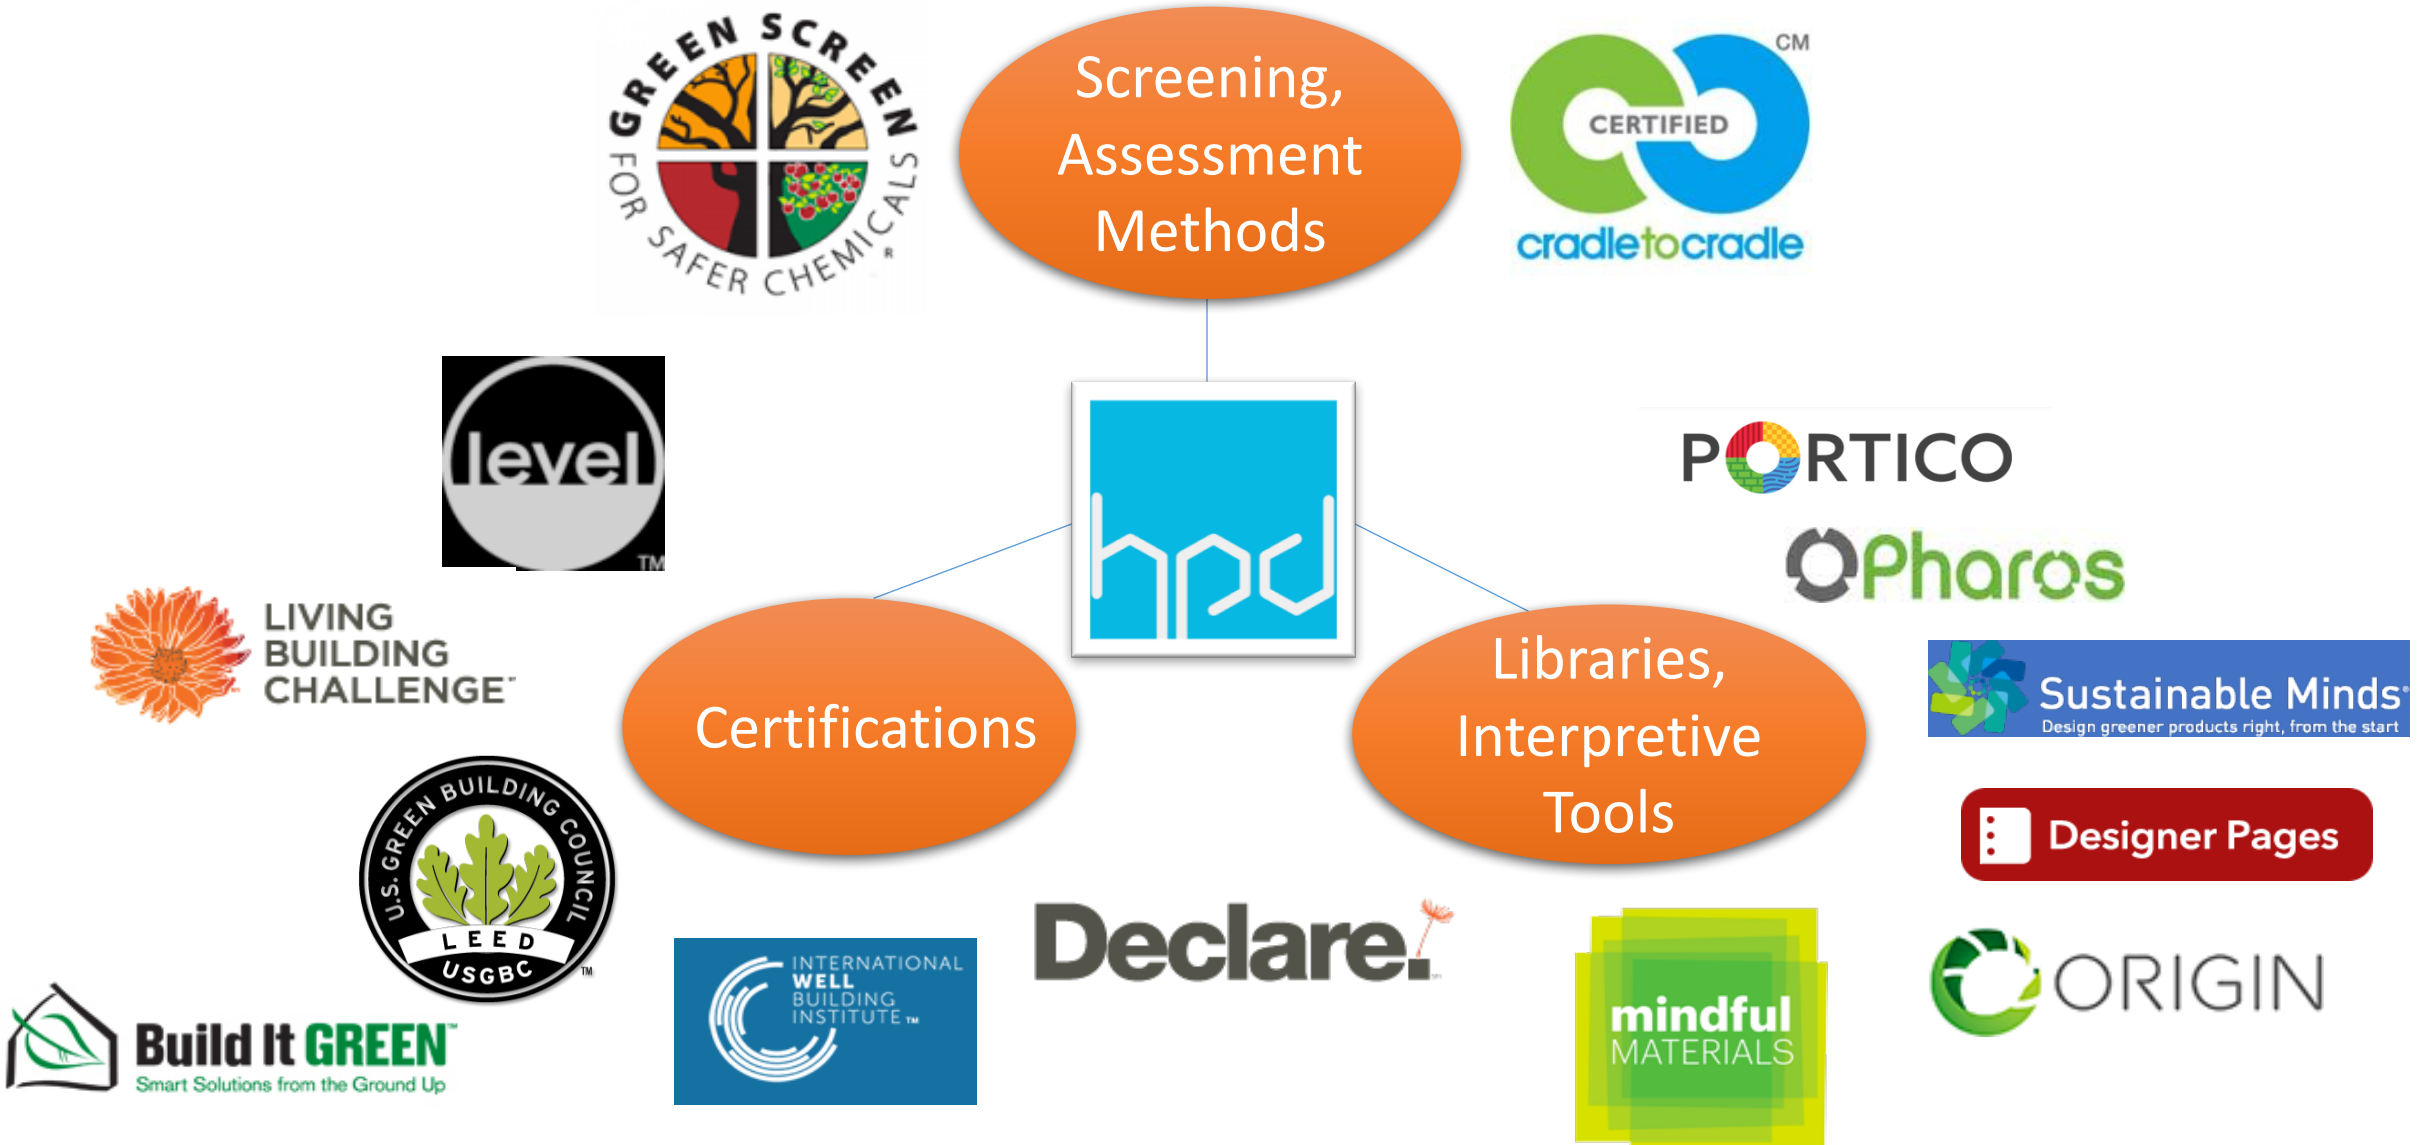 GREEN SCREEN
FOR SAFER CHEMICALS
®
Screening,
Assessment
Methods
CM
CERTIFIED
cradletocradle
level
TM
hpd
PORTICO
Pharos
LIVING
BUILDING
CHALLENGE
Certifications
Libraries,
Interpretive
Tools
Sustainable Minds®
Design greener products right, from the start
Designer Pages
U.S. GREEN BUILDING COUNCIL
LEED
USGBC
TM
Declare.
INTERNATIONAL
WELL
BUILDING
INSTITUTE™
mindful
MATERIALS
ORIGIN
Build It GREEN™
Smart Solutions from the Ground Up